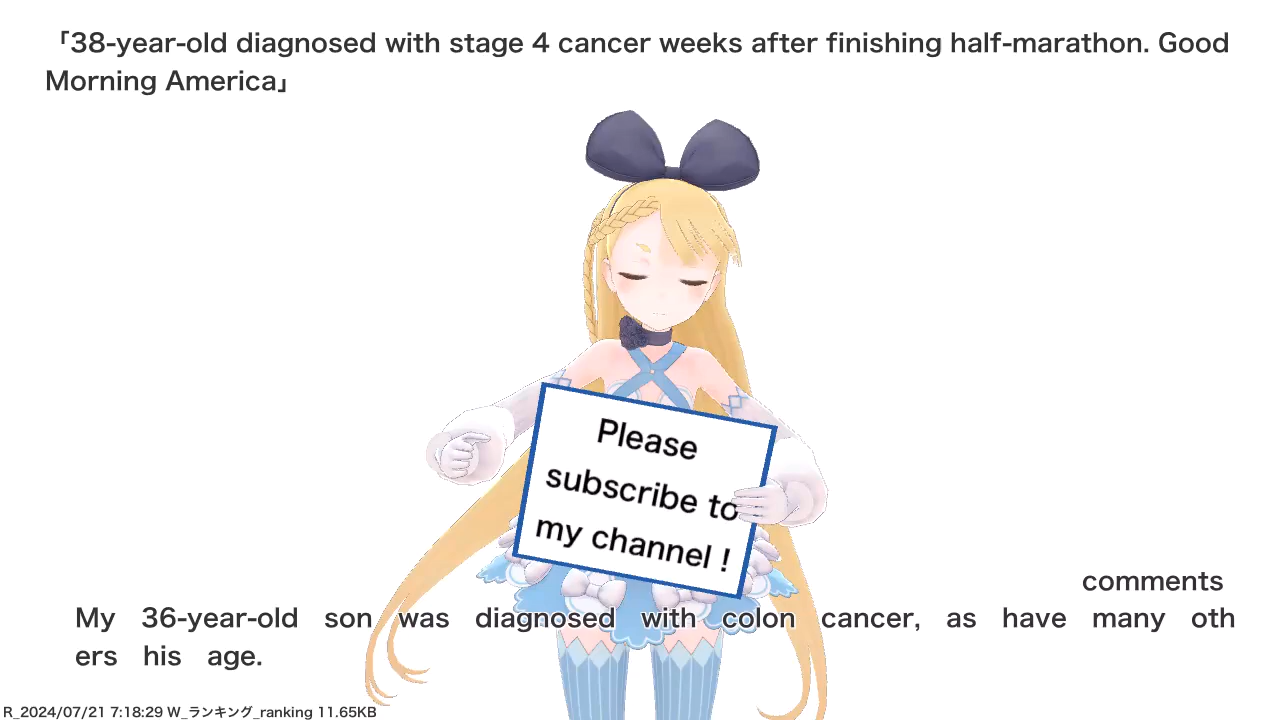 「38-year-old diagnosed with stage 4 cancer weeks after finishing half-marathon. Good
Morning America」
Please
subscribe to
my channel !
comments
My 36-year-old son was diagnosed with colon cancer, as have many oth
ers his age.
R_2024/07/21 7:18:29 W_ランキング_ranking 11.65KB